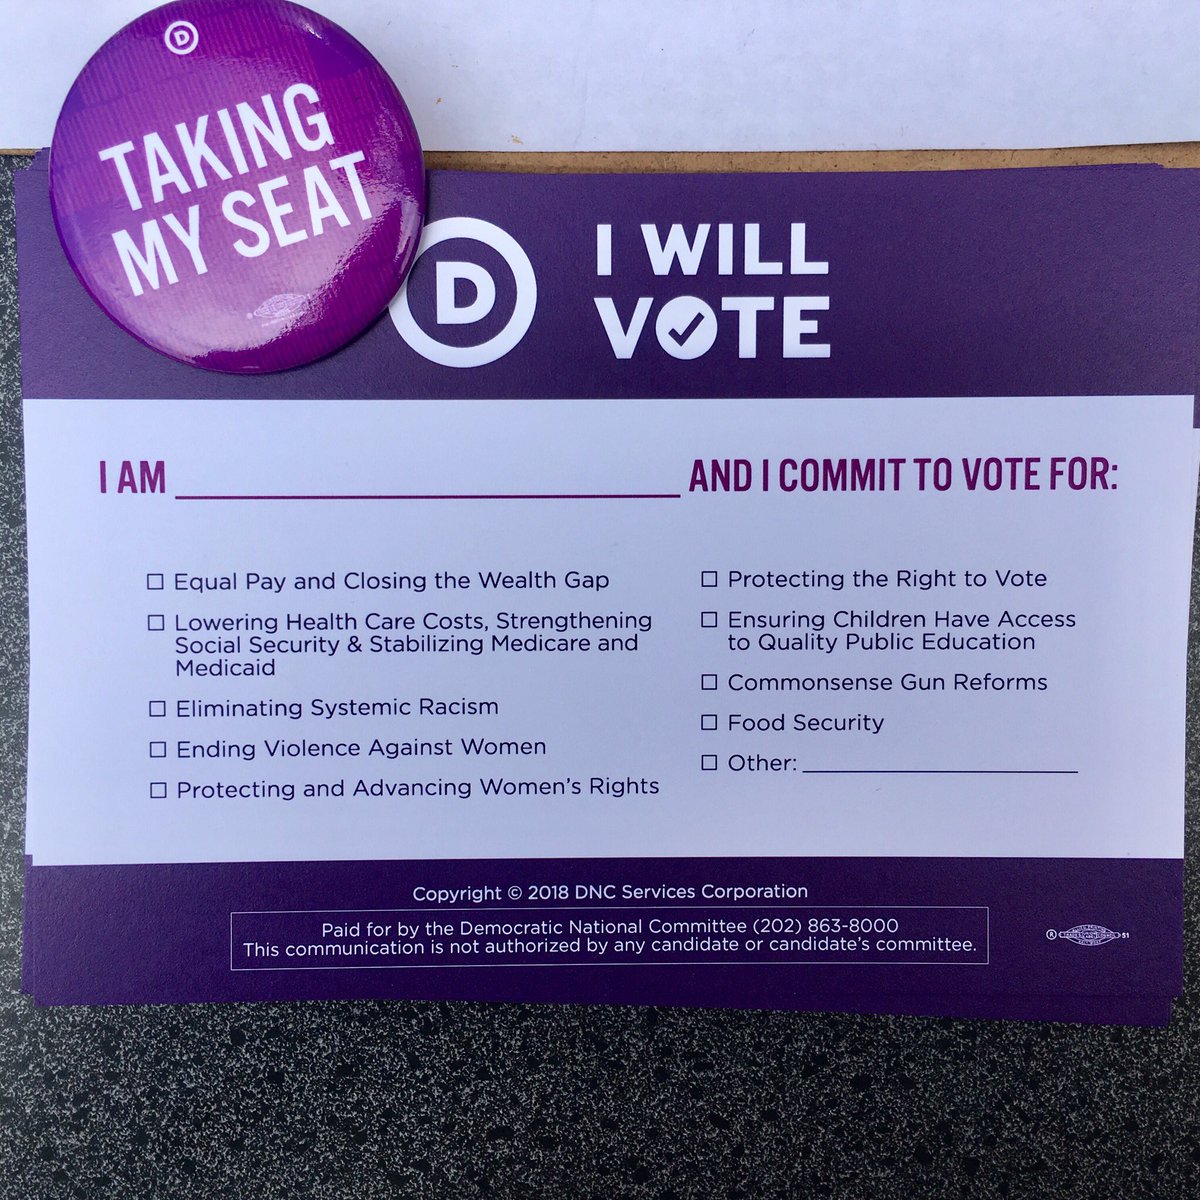 D
TAKING
MY SEAT
D
I WILL
VOTE
I AM ____________________ AND I COMMIT TO VOTE FOR:
☐ Equal Pay and Closing the Wealth Gap
☐ Lowering Health Care Costs, Strengthening
Social Security & Stabilizing Medicare and
Medicaid
☐ Eliminating Systemic Racism
☐ Ending Violence Against Women
☐ Protecting and Advancing Women's Rights
☐ Protecting the Right to Vote
☐ Ensuring Children Have Access
to Quality Public Education
☐ Commonsense Gun Reforms
☐ Food Security
☐ Other: ____________________
Copyright © 2018 DNC Services Corporation
Paid for by the Democratic National Committee (202) 863-8000
This communication is not authorized by any candidate or candidate's committee.
® 51